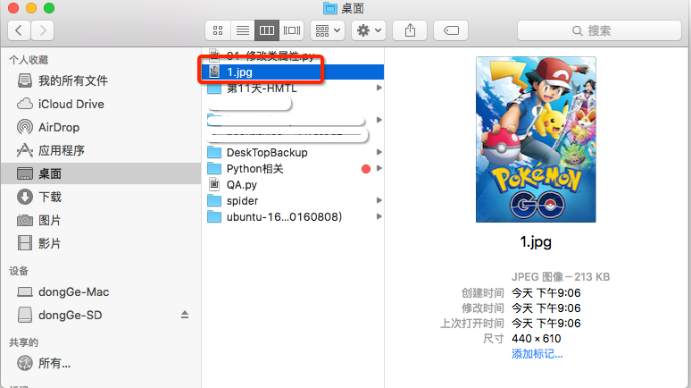 桌面
搜索
个人收藏
我的所有文件
iCloud Drive
AirDrop
应用程序
桌面
下载
图片
影片
设备
dongGe-Mac
dongGe-SD
共享的
所有...
01-修改类属性.py
1.jpg
第11天-HMTL
DeskTopBackup
Python相关
QA.py
spider
ubuntu-16...0160808)
POKÉMON
GO
1.jpg
JPEG 图像 – 213 KB
创建时间 今天 下午9:06
修改时间 今天 下午9:06
上次打开时间 今天 下午9:06
尺寸 440 × 610
添加标记...